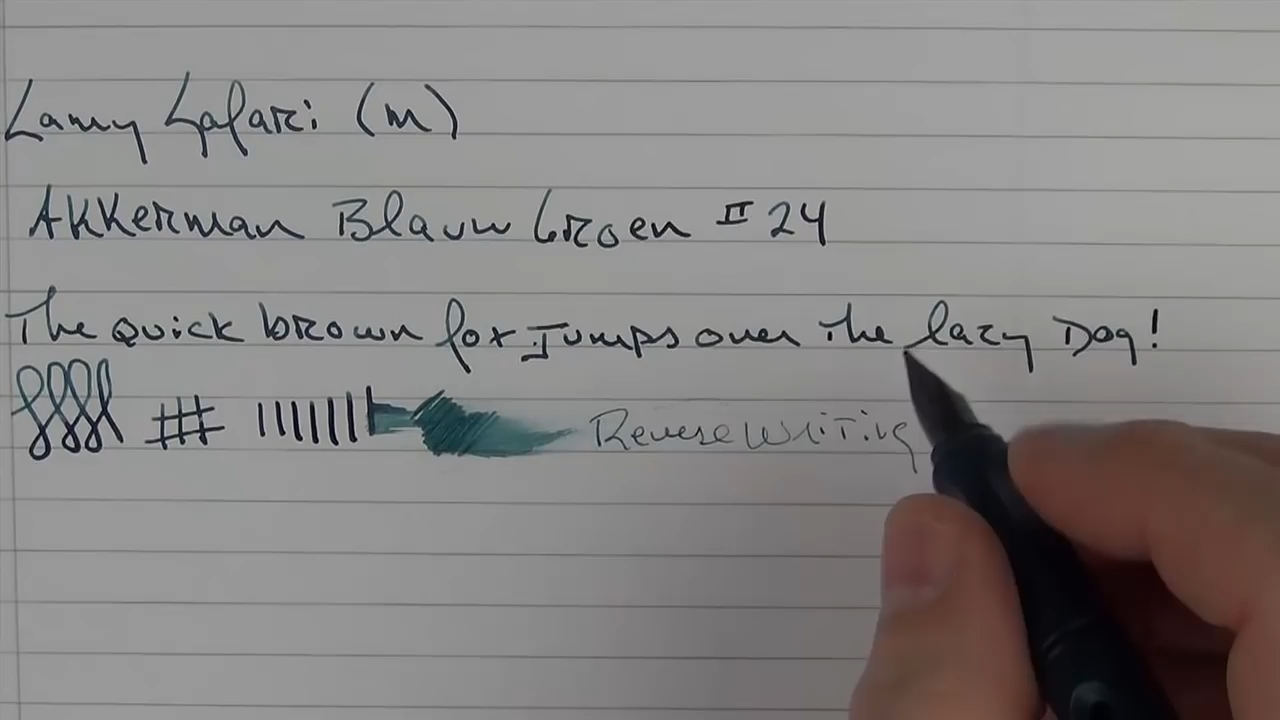 Lamy Safari (M)
Akkerman Blauw Groen # 24
The quick brown fox Jumps over The lazy Dog!
Reverse Writing